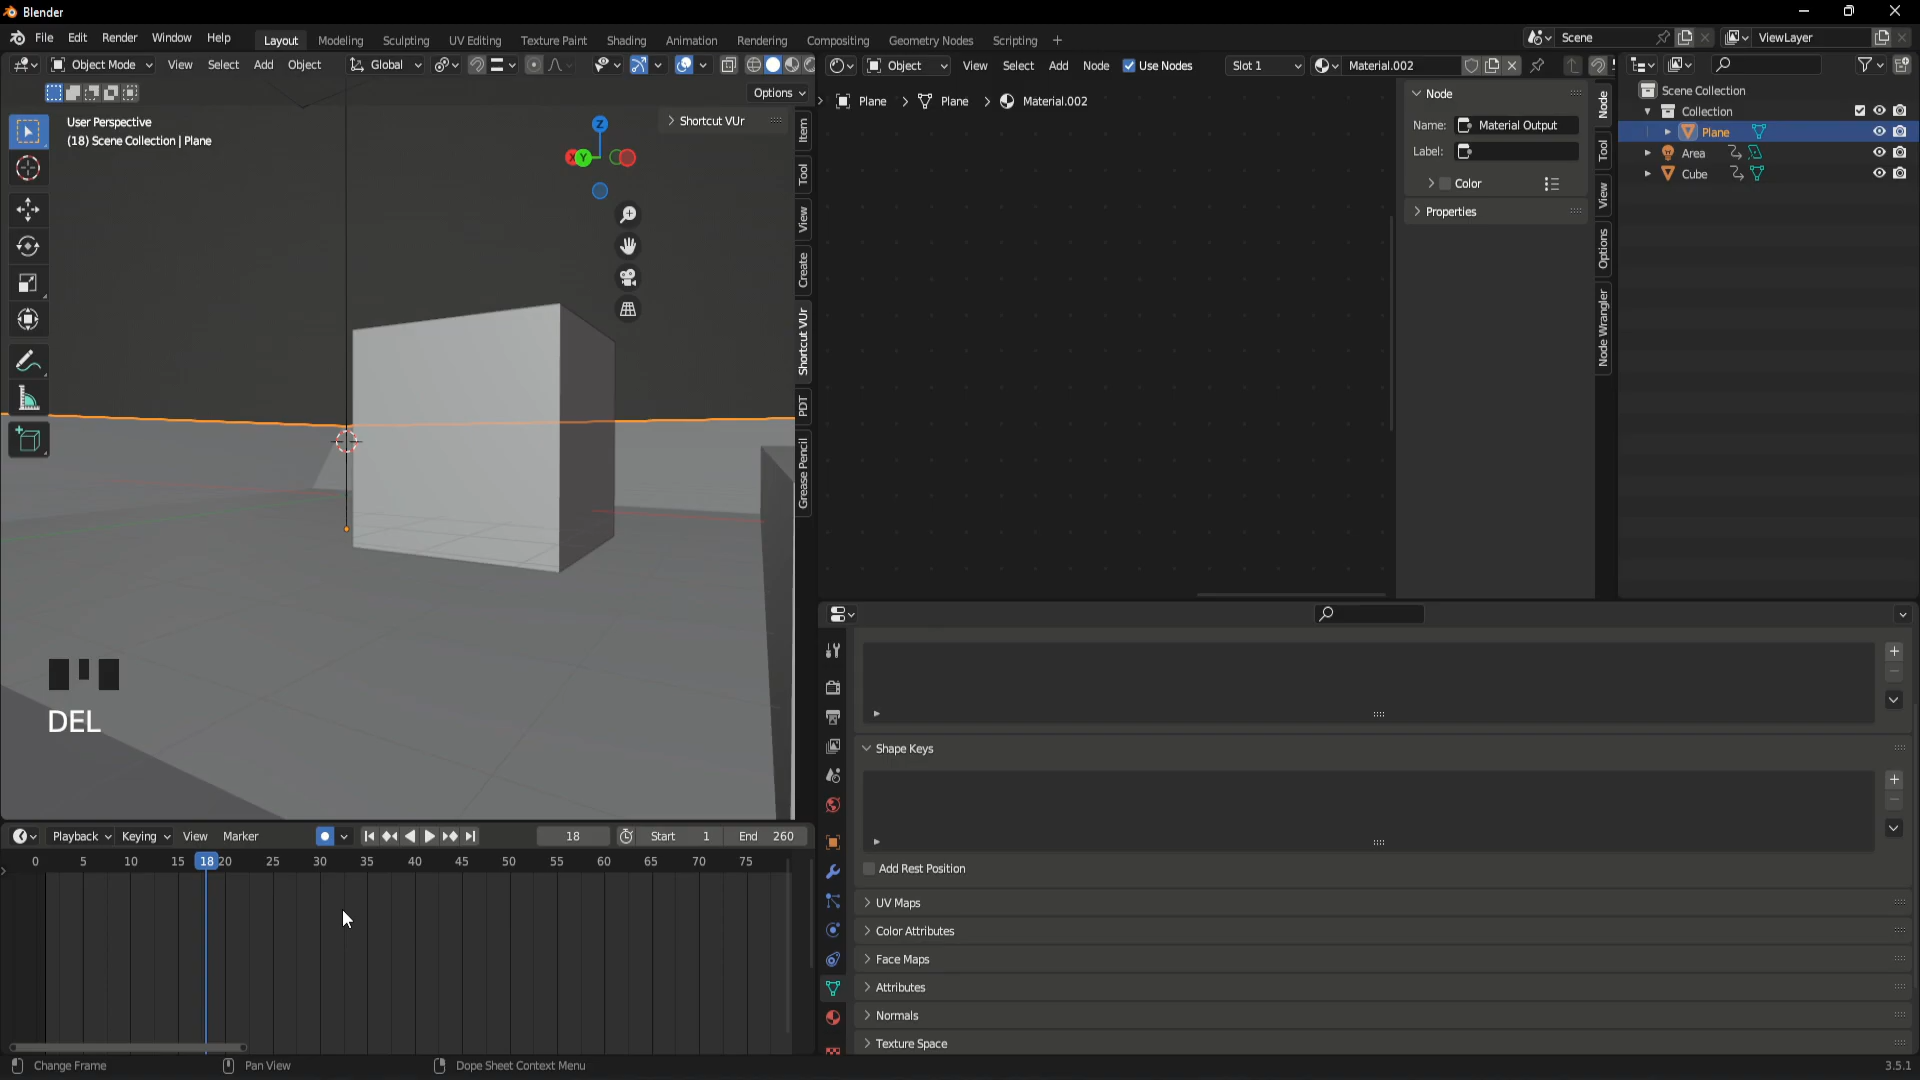 Blender
File Edit Render Window Help
Layout Modeling Sculpting UV Editing Texture Paint Shading Animation Rendering Compositing Geometry Nodes Scripting +
Scene
ViewLayer
Object Mode View Select Add Object Global
Object View Select Add Node Use Nodes Slot 1 Material.002
Options
User Perspective
(18) Scene Collection | Plane
X
Y
Z
Shortcut VUr
Item
Tool
View
Create
Shortcut VUr
PDT
Grease Pencil
Plane Plane Material.002
Node
Name: Material Output
Label:
Color
Properties
Node
Tool
View
Options
Node Wrangler
Scene Collection
Collection
Plane
Area
Cube
DEL
Shape Keys
Add Rest Position
UV Maps
Color Attributes
Face Maps
Attributes
Normals
Texture Space
Playback Keying View Marker 18 Start 1 End 260
0 5 10 15 18 20 25 30 35 40 45 50 55 60 65 70 75
Change Frame Pan View Dope Sheet Context Menu 3.5.1